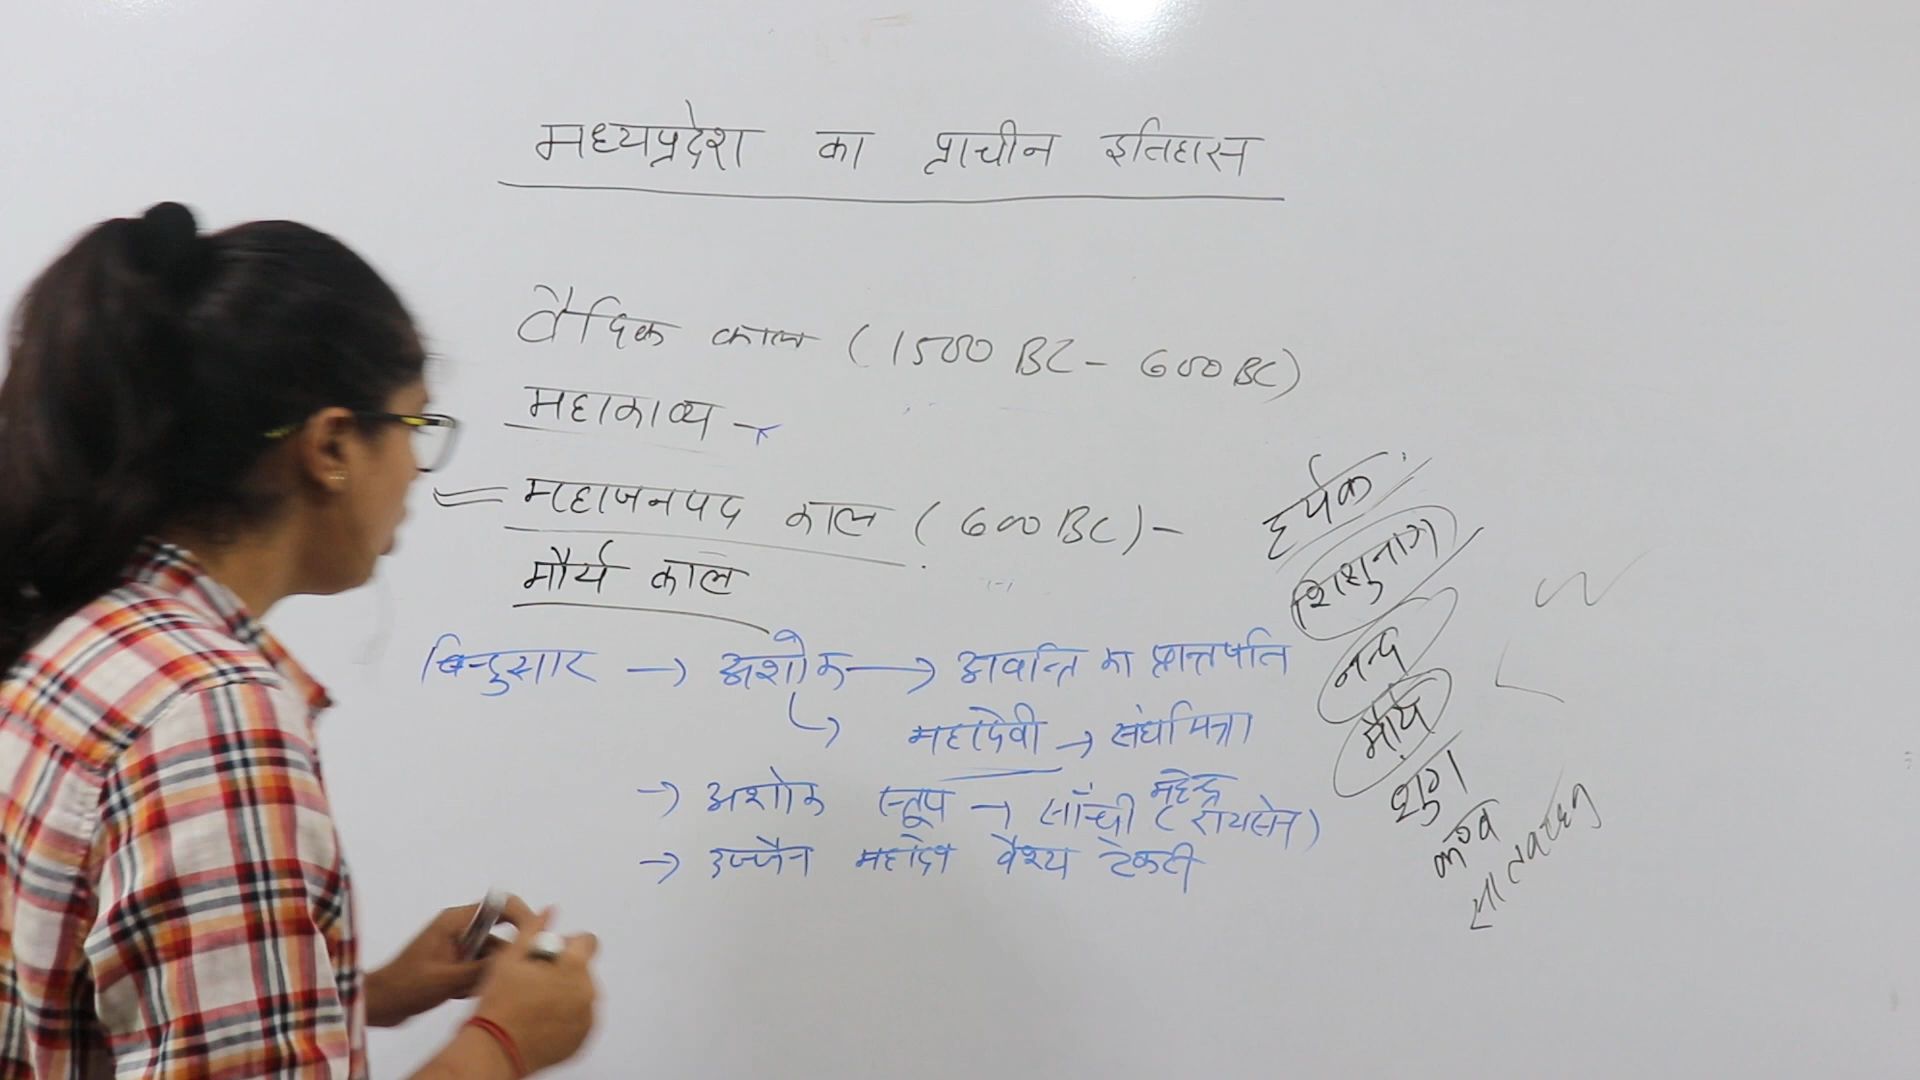 मध्यप्रदेश का प्राचीन इतिहास
वैदिक काल (1500 BC - 600 BC)
महाकाव्य -
महाजनपद काल (600 BC) -
मौर्य काल
बिन्दुसार → अशोक → अवन्ति का प्रान्तपति
महादेवी → संघमित्रा
महेन्द्र
→ अशोक स्तूप → साँची (रायसेन)
→ उज्जैन वैश्य टेकरी
हर्यक
शिशुनाग
नन्द
मौर्य
शुंग
कण्व
सातवाहन